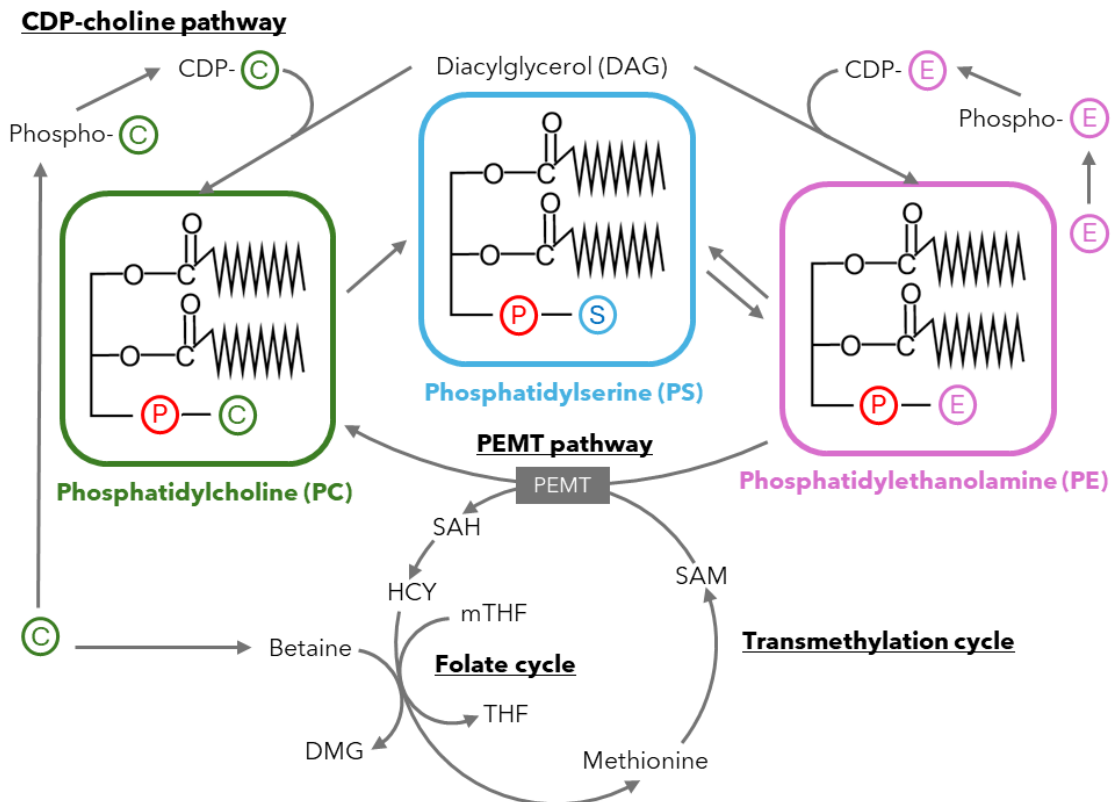 CDP-choline pathway
CDP- C
Diacylglycerol (DAG)
CDP- E
Phospho- C
Phospho- E
E
O
O C
O
O C
P S
Phosphatidylserine (PS)
O
O C
O
O C
P C
Phosphatidylcholine (PC)
O
O C
O
O C
P E
Phosphatidylethanolamine (PE)
PEMT pathway
PEMT
SAH
HCY
SAM
mTHF
C
Betaine
Folate cycle
Transmethylation cycle
THF
DMG
Methionine